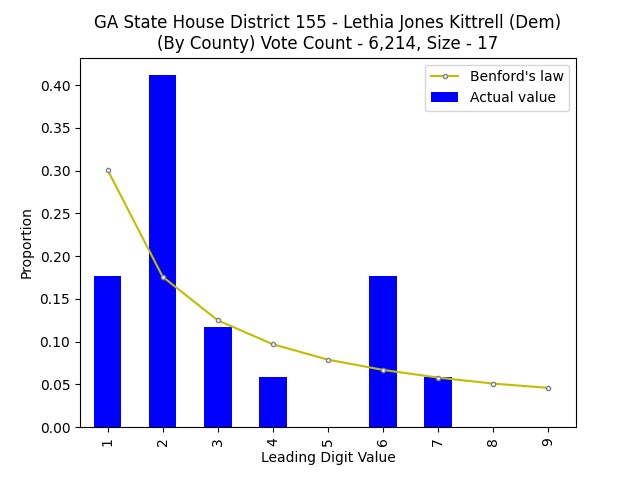 GA State House District 155 - Lethia Jones Kittrell (Dem)
(By County) Vote Count - 6,214, Size - 17
Benford's law
Actual value
Proportion
0.40
0.35
0.30
0.25
0.20
0.15
0.10
0.05
0.00
1 2 3 4 5 6 7 8 9
Leading Digit Value